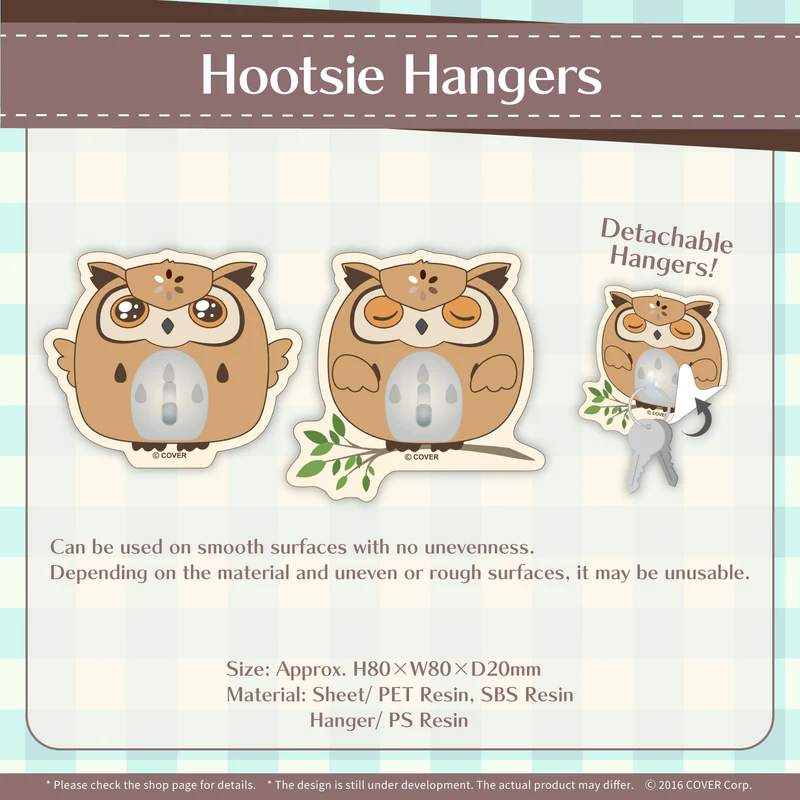 Hootsie Hangers
Detachable
Hangers!
© COVER
© COVER
© COVER
Can be used on smooth surfaces with no unevenness.
Depending on the material and uneven or rough surfaces, it may be unusable.
Size: Approx. H80×W80×D20mm
Material: Sheet/ PET Resin, SBS Resin
Hanger/ PS Resin
* Please check the shop page for details. * The design is still under development. The actual product may differ. © 2016 COVER Corp.